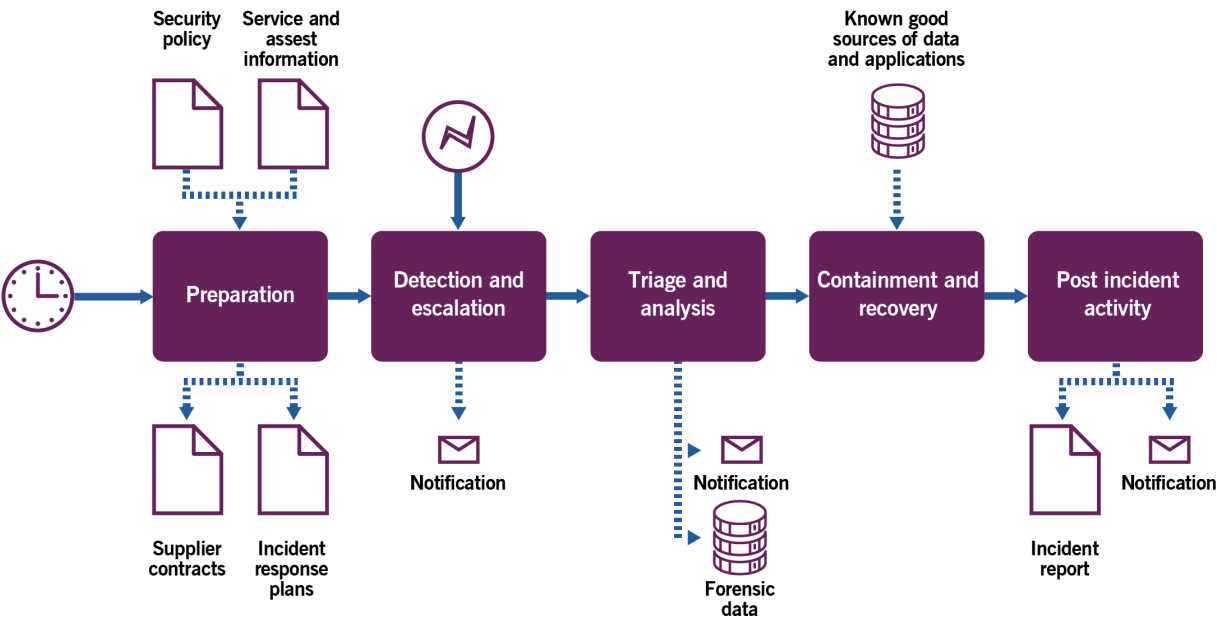 Security
policy
Service and
assest
information
Known good
sources of data
and applications
Preparation
Detection and
escalation
Triage and
analysis
Containment and
recovery
Post incident
activity
Notification
Notification
Notification
Supplier
contracts
Incident
response
plans
Forensic
data
Incident
report